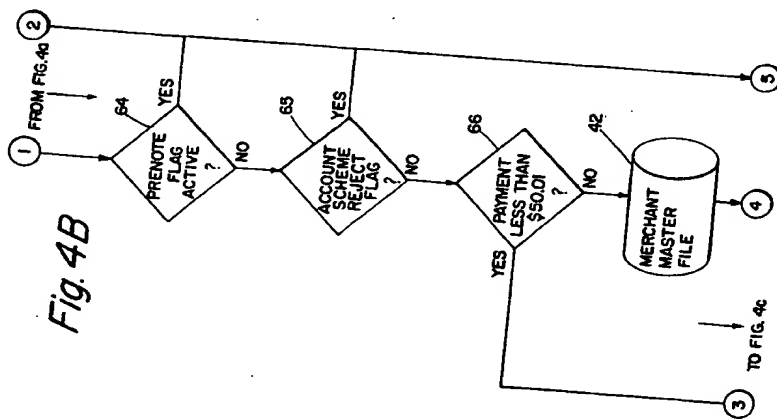 Fig. 4B
1
FROM FIG. 4a
2
64
PRENOTE
FLAG
ACTIVE
?
YES
NO
65
ACCOUNT
SCHEME
REJECT
FLAG
?
YES
NO
66
PAYMENT
LESS THAN
$50.01
?
YES
NO
42
MERCHANT
MASTER
FILE
3
TO FIG. 4c
4
5